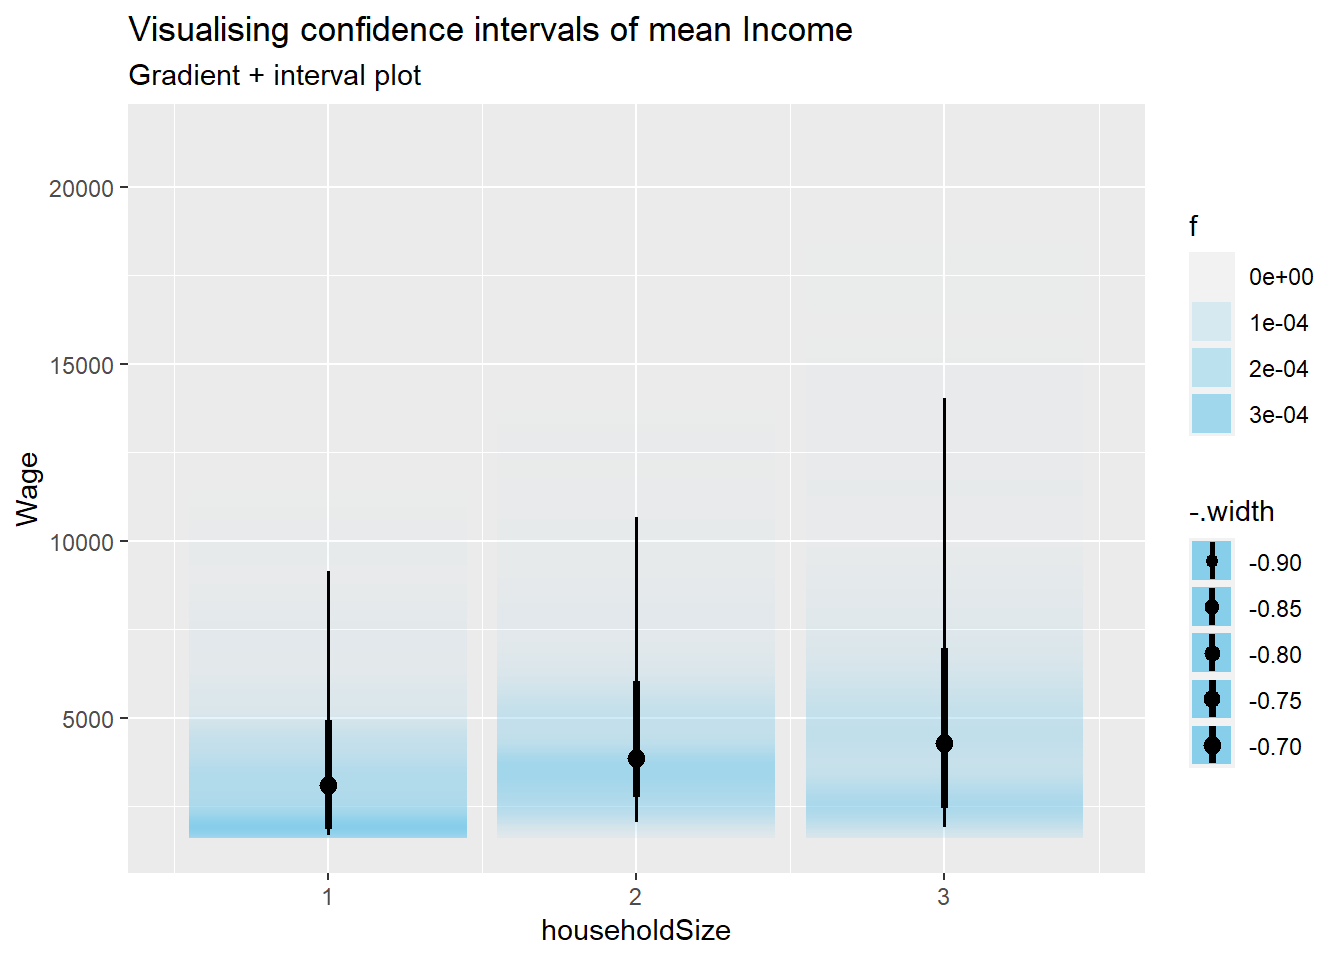 Visualising confidence intervals of mean Income
Gradient + interval plot
Wage
20000
15000
10000
5000
1
2
3
householdSize
f
0e+00
1e-04
2e-04
3e-04
-.width
-0.90
-0.85
-0.80
-0.75
-0.70